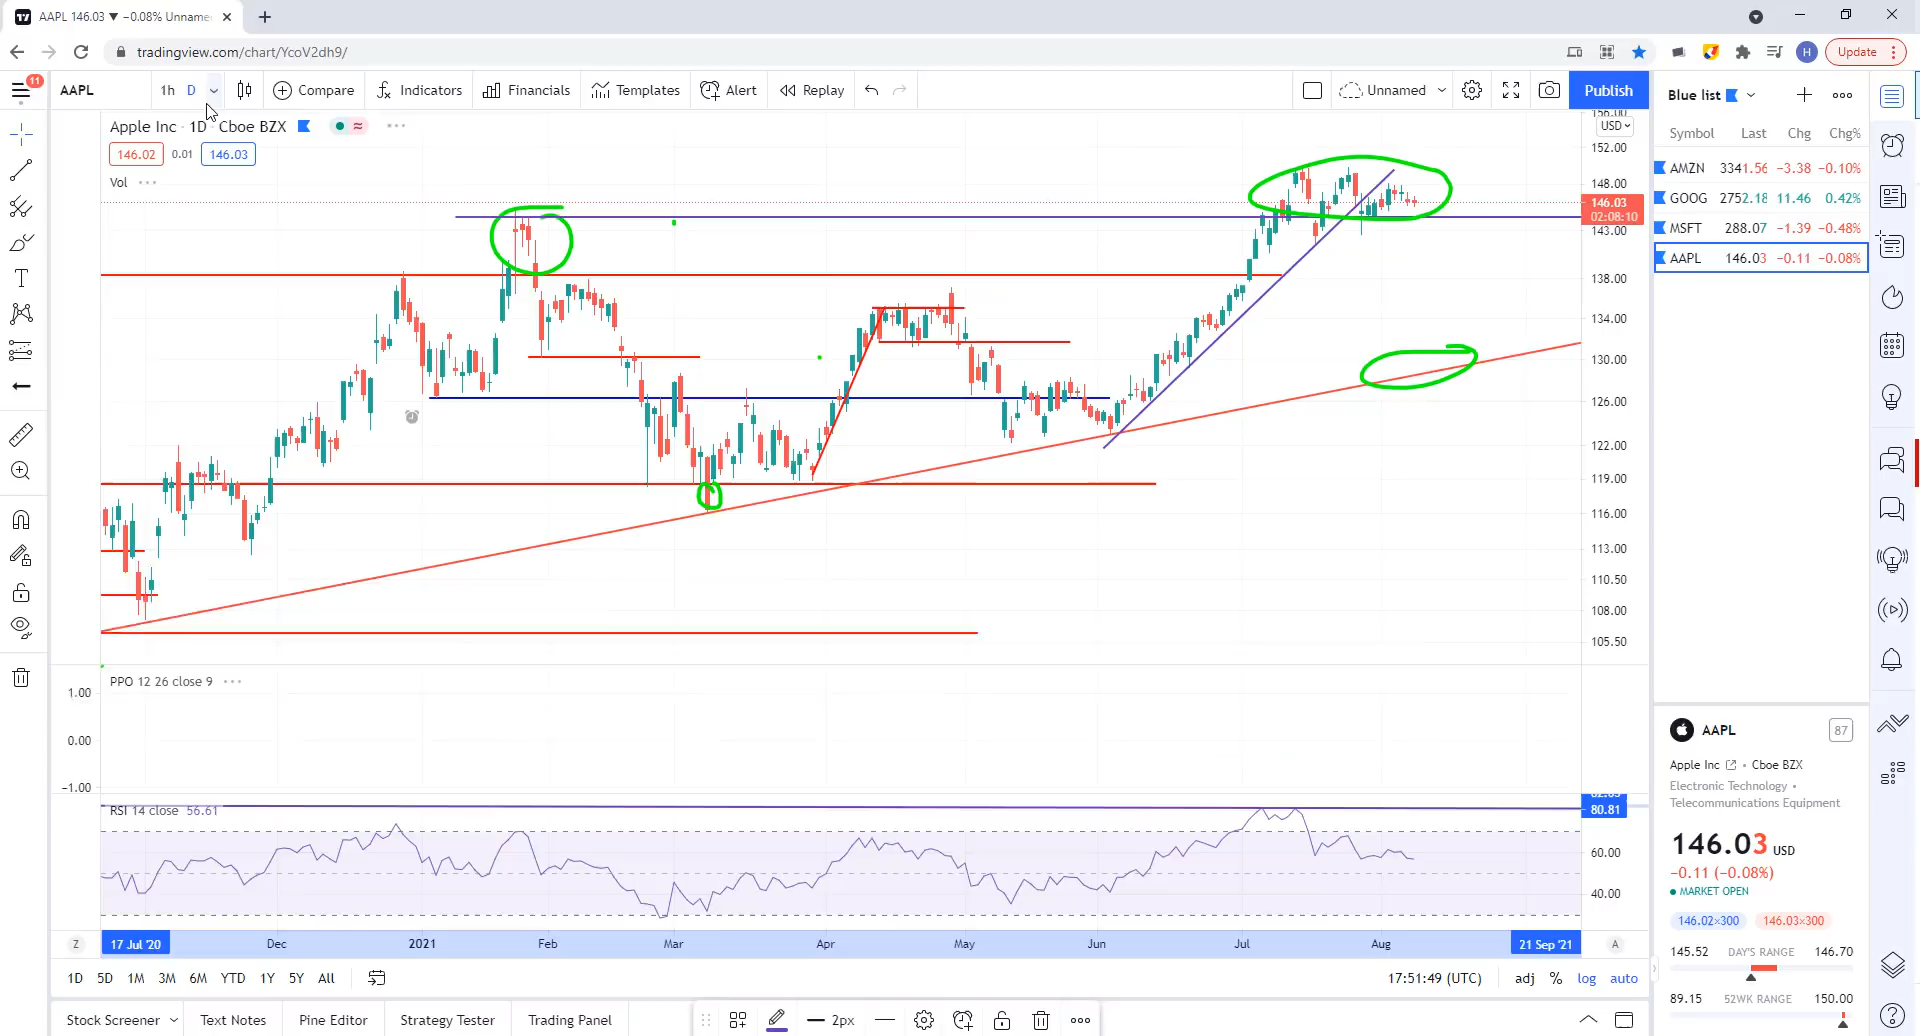 AAPL 146.03 ▼ −0.08% Unname
tradingview.com/chart/YcoV2dh9/
Update
11
AAPL 1h D Compare Indicators Financials Templates Alert Replay Unnamed Publish
Apple Inc · 1D · Cboe BZX
146.02 0.01 146.03
Vol
USD
156.00
152.00
148.00
146.03
02:08:10
143.00
138.00
134.00
130.00
126.00
122.00
119.00
116.00
113.00
110.50
108.00
105.50
PPO 12 26 close 9
1.00
0.00
−1.00
RSI 14 close 56.61
80.81
60.00
40.00
Z 17 Jul '20 Dec 2021 Feb Mar Apr May Jun Jul Aug 21 Sep '21 A
1D 5D 1M 3M 6M YTD 1Y 5Y All 17:51:49 (UTC) adj % log auto
Stock Screener Text Notes Pine Editor Strategy Tester Trading Panel 2px
Blue list
Symbol Last Chg Chg%
AMZN 3341.56 −3.38 −0.10%
GOOG 2752.18 11.46 0.42%
MSFT 288.07 −1.39 −0.48%
AAPL 146.03 −0.11 −0.08%
AAPL 87
Apple Inc • Cboe BZX
Electronic Technology •
Telecommunications Equipment
146.03 USD
−0.11 (−0.08%)
MARKET OPEN
146.02×300 146.03×300
145.52 DAY'S RANGE 146.70
89.15 52WK RANGE 150.00
H